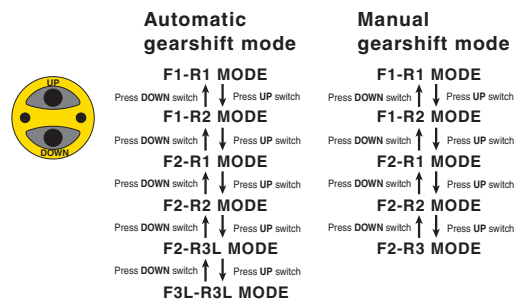 UP
DOWN
Automatic
gearshift mode
F1-R1 MODE
Press DOWN switch Press UP switch
F1-R2 MODE
Press DOWN switch Press UP switch
F2-R1 MODE
Press DOWN switch Press UP switch
F2-R2 MODE
Press DOWN switch Press UP switch
F2-R3L MODE
Press DOWN switch Press UP switch
F3L-R3L MODE
Manual
gearshift mode
F1-R1 MODE
Press DOWN switch Press UP switch
F1-R2 MODE
Press DOWN switch Press UP switch
F2-R1 MODE
Press DOWN switch Press UP switch
F2-R2 MODE
Press DOWN switch Press UP switch
F2-R3 MODE